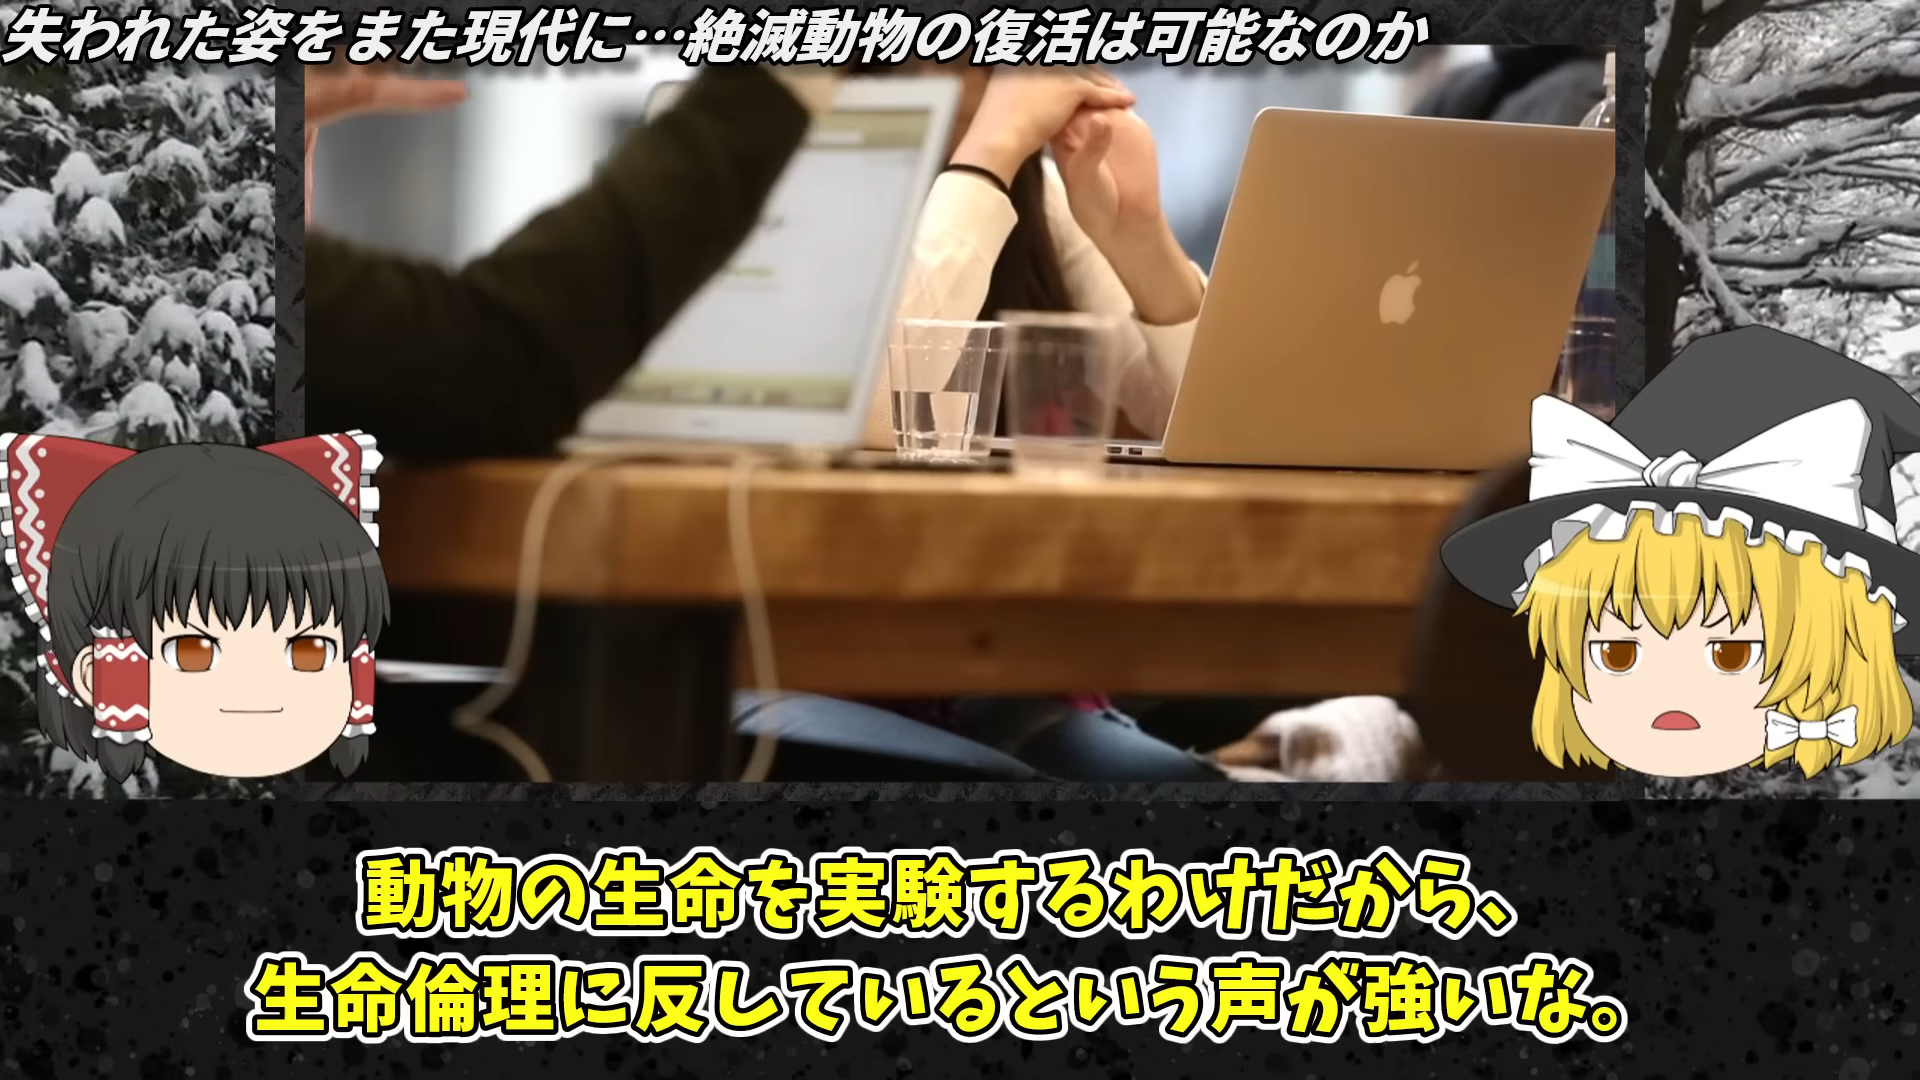 失われた姿をまた現代に…絶滅動物の復活は可能なのか
動物の生命を実験するわけだから、
生命倫理に反しているという声が強いな。